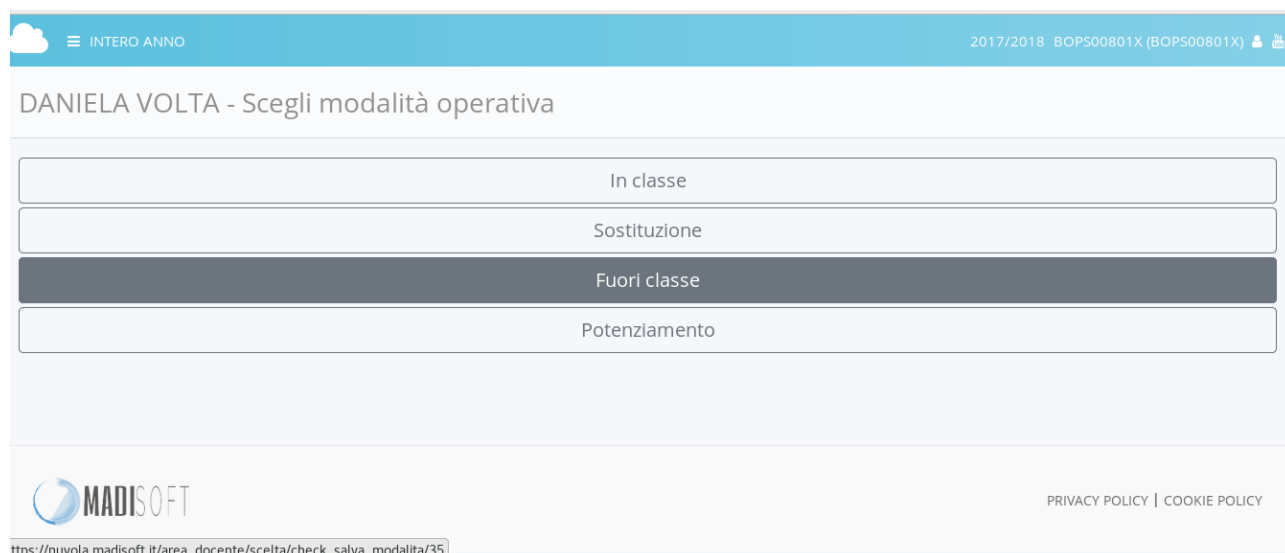 INTERO ANNO
2017/2018 BOPS00801X (BOPS00801X)
DANIELA VOLTA - Scegli modalità operativa
In classe
Sostituzione
Fuori classe
Potenziamento
MADISOFT
PRIVACY POLICY | COOKIE POLICY
ttps://nuvola.madisoft.it/area_docente/scelta/check_salva_modalita/35